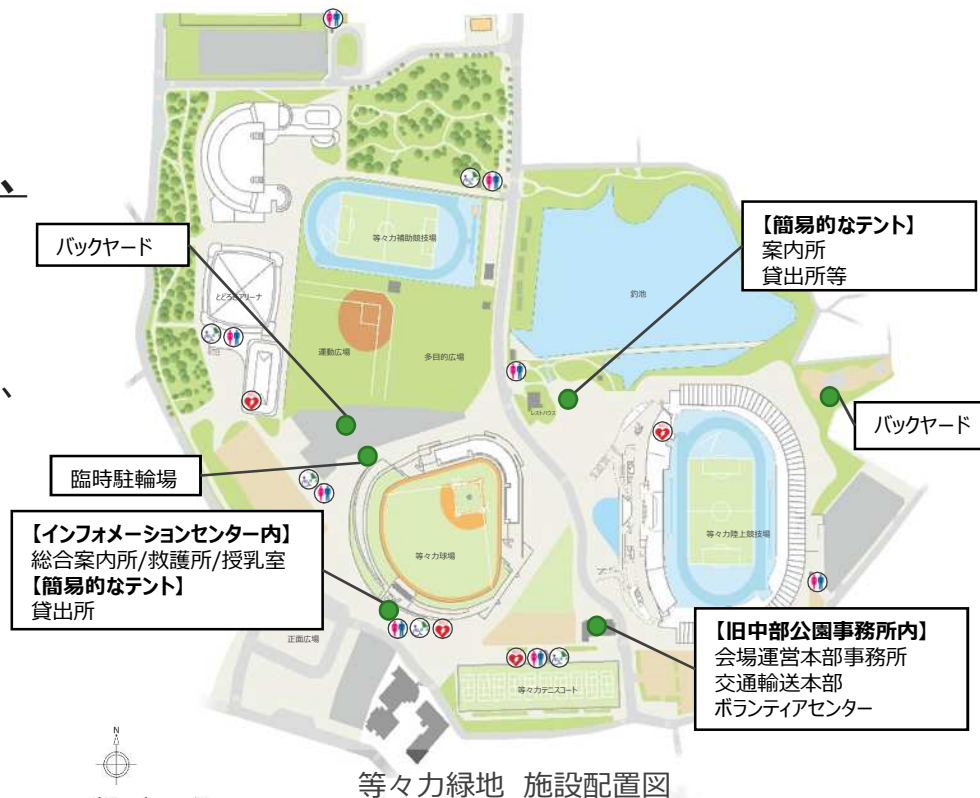 、
等々力補助競技場
バックヤード
【簡易的なテント】
案内所
貸出所等
釣池
とどろきアリーナ
運動広場
多目的広場
レストハウス
、
バックヤード
臨時駐輪場
【インフォメーションセンター内】
総合案内所/救護所/授乳室
【簡易的なテント】
貸出所
等々力球場
等々力陸上競技場
正面広場
【旧中部公園事務所内】
会場運営本部事務所
交通輸送本部
ボランティアセンター
等々力テニスコート
N
等々力緑地 施設配置図